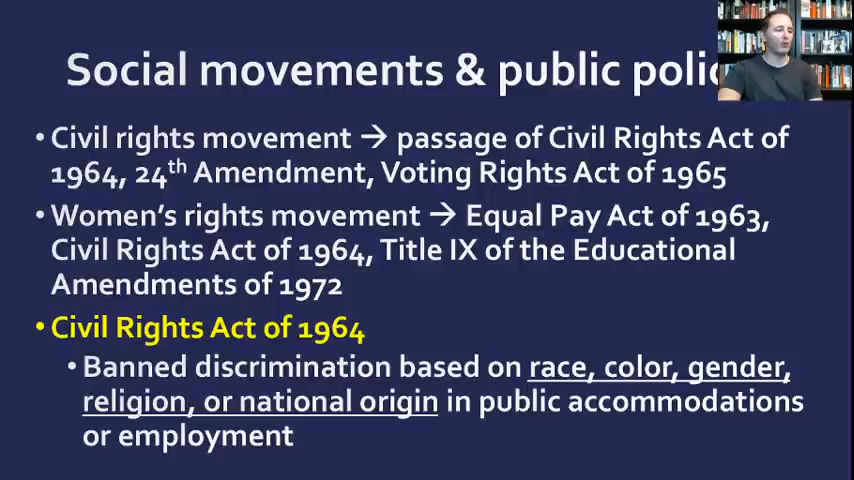 Social movements & public polic
• Civil rights movement → passage of Civil Rights Act of
1964, 24th Amendment, Voting Rights Act of 1965
• Women's rights movement → Equal Pay Act of 1963,
Civil Rights Act of 1964, Title IX of the Educational
Amendments of 1972
• Civil Rights Act of 1964
• Banned discrimination based on race, color, gender,
religion, or national origin in public accommodations
or employment